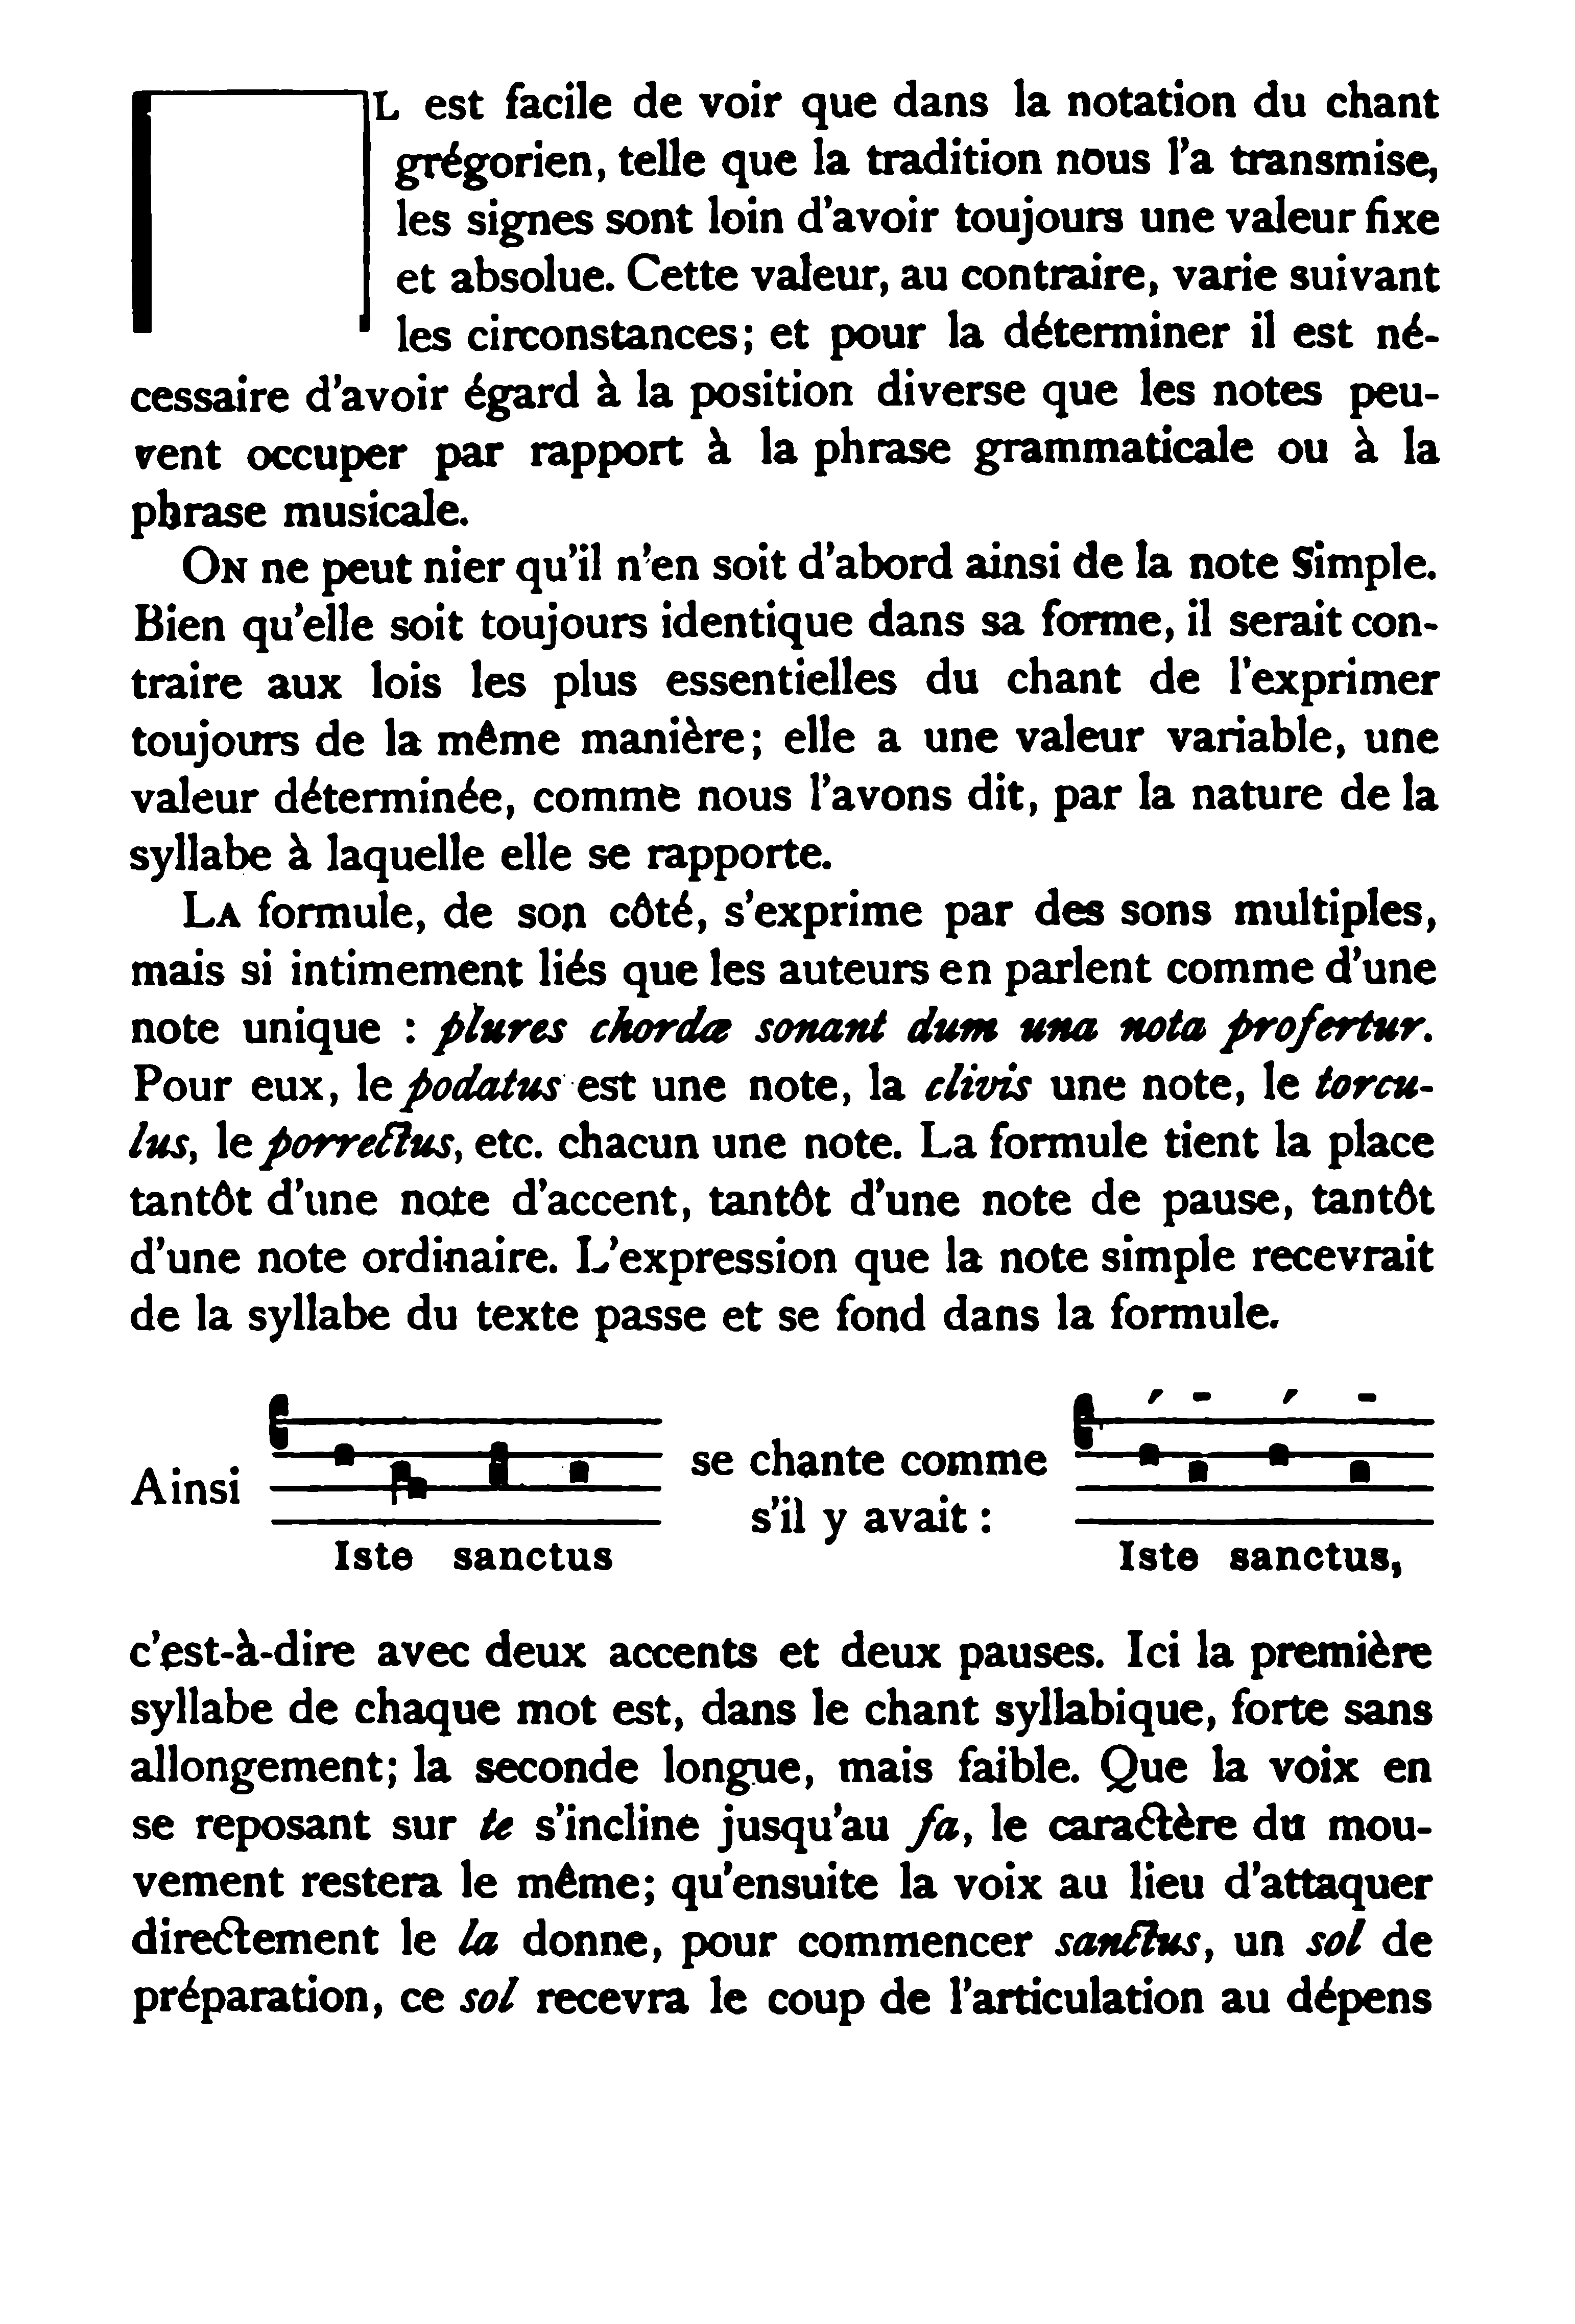 L est facile de voir que dans la notation du chant
grégorien, telle que la tradition nous l'a transmise,
les signes sont loin d'avoir toujours une valeur fixe
et absolue. Cette valeur, au contraire, varie suivant
les circonstances; et pour la déterminer il est né-
cessaire d'avoir égard à la position diverse que les notes peu-
vent occuper par rapport à la phrase grammaticale ou à la
phrase musicale.
ON ne peut nier qu'il n'en soit d'abord ainsi de la note simple.
Bien qu'elle soit toujours identique dans sa forme, il serait con-
traire aux lois les plus essentielles du chant de l'exprimer
toujours de la même manière; elle a une valeur variable, une
valeur déterminée, comme nous l'avons dit, par la nature de la
syllabe à laquelle elle se rapporte.
LA formule, de son côté, s'exprime par des sons multiples,
mais si intimement liés que les auteurs en parlent comme d'une
note unique : plures chordæ sonant dum una nota profertur.
Pour eux, le podatus est une note, la clivis une note, le torcu-
lus, le porrectus, etc. chacun une note. La formule tient la place
tantôt d'une note d'accent, tantôt d'une note de pause, tantôt
d'une note ordinaire. L'expression que la note simple recevrait
de la syllabe du texte passe et se fond dans la formule.
Ainsi
Iste sanctus
se chante comme
s'il y avait :
Iste sanctus,
c'est-à-dire avec deux accents et deux pauses. Ici la première
syllabe de chaque mot est, dans le chant syllabique, forte sans
allongement; la seconde longue, mais faible. Que la voix en
se reposant sur te s'incline jusqu'au fa, le caractère du mou-
vement restera le même; qu'ensuite la voix au lieu d'attaquer
directement le la donne, pour commencer sanctus, un sol de
préparation, ce sol recevra le coup de l'articulation au dépens